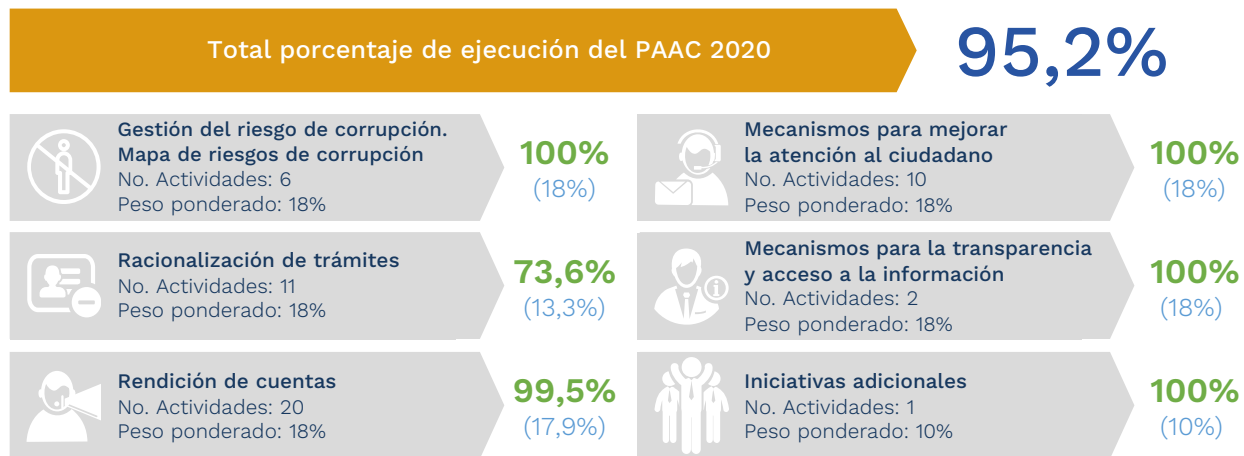 Total porcentaje de ejecución del PAAC 2020
95,2%
Gestión del riesgo de corrupción.
Mapa de riesgos de corrupción
No. Actividades: 6
Peso ponderado: 18%
100%
(18%)
Mecanismos para mejorar
la atención al ciudadano
No. Actividades: 10
Peso ponderado: 18%
100%
(18%)
Racionalización de trámites
No. Actividades: 11
Peso ponderado: 18%
73,6%
(13,3%)
Mecanismos para la transparencia
y acceso a la información
No. Actividades: 2
Peso ponderado: 18%
100%
(18%)
Rendición de cuentas
No. Actividades: 20
Peso ponderado: 18%
99,5%
(17,9%)
Iniciativas adicionales
No. Actividades: 1
Peso ponderado: 10%
100%
(10%)